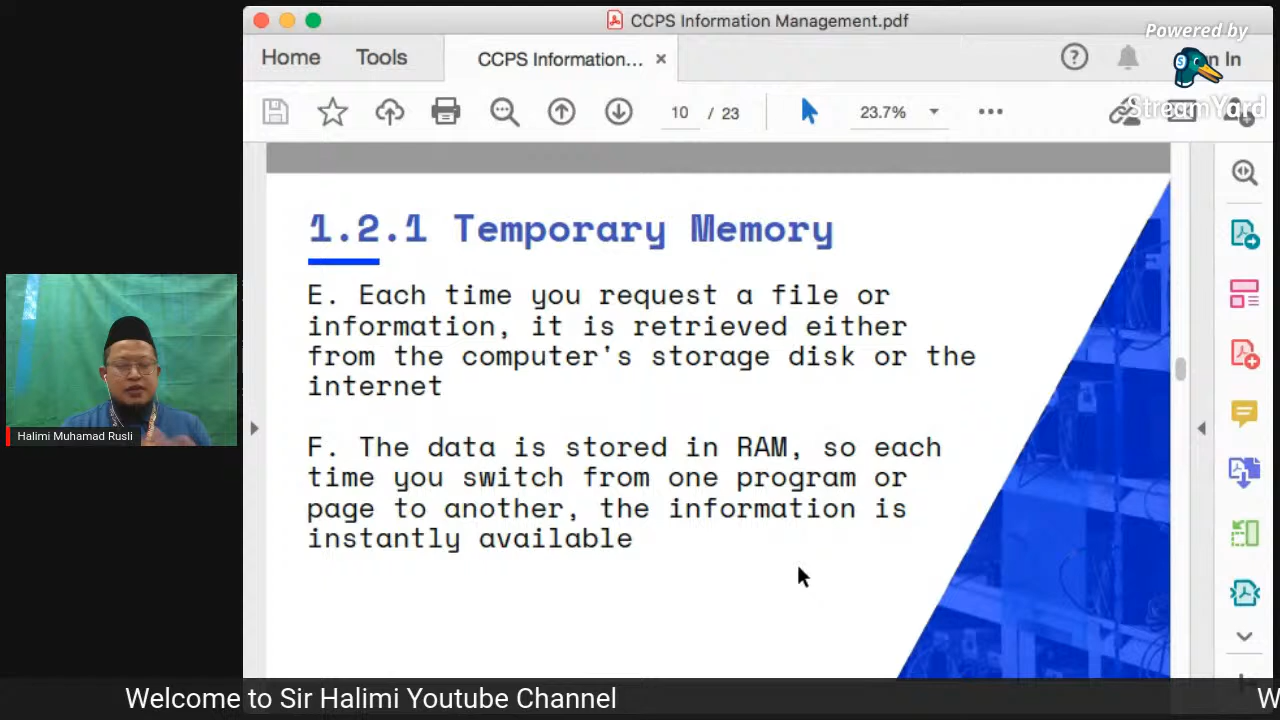 CCPS Information Management.pdf
Powered by
Home Tools CCPS Information... × ? n In
StreamYard
10 / 23 23.7%
1.2.1 Temporary Memory
E. Each time you request a file or
information, it is retrieved either
from the computer's storage disk or the
internet
F. The data is stored in RAM, so each
time you switch from one program or
page to another, the information is
instantly available
Halimi Muhamad Rusli
Welcome to Sir Halimi Youtube Channel
W